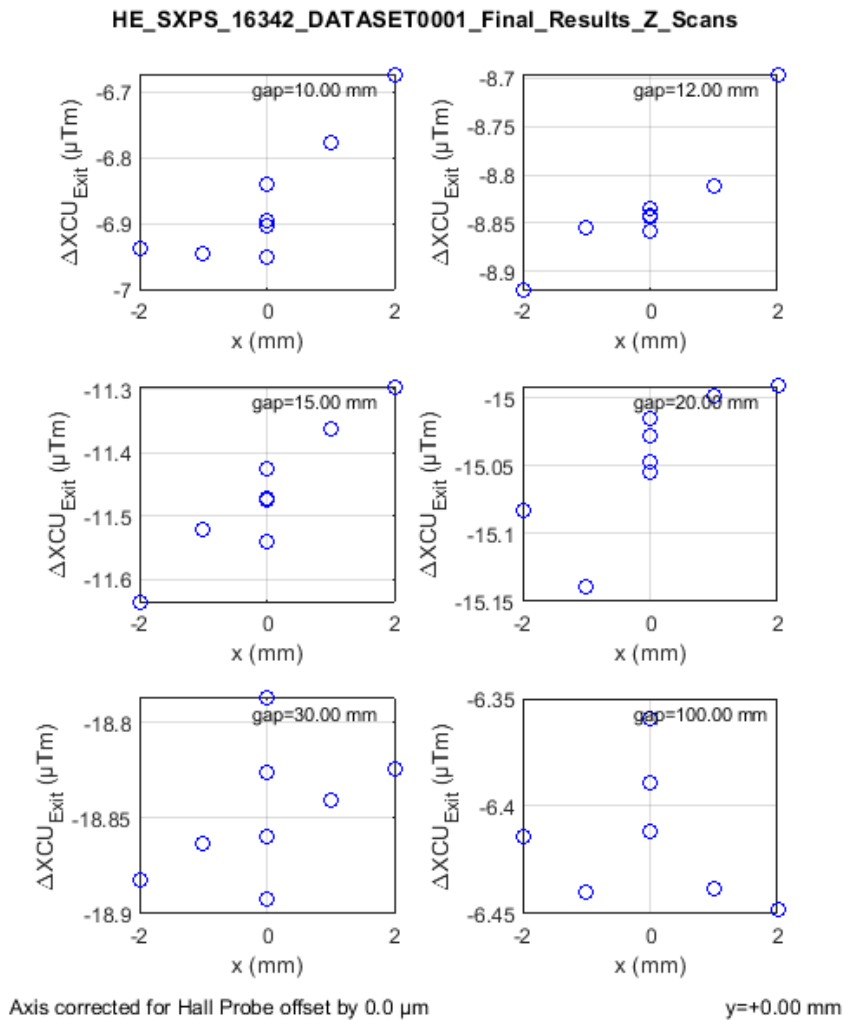 HE_SXPS_16342_DATASET0001_Final_Results_Z_Scans
gap=10.00 mm
-6.7
-6.8
-6.9
-7
ΔXCU_Exit (µTm)
-2
0
2
x (mm)
gap=12.00 mm
-8.7
-8.75
-8.8
-8.85
-8.9
ΔXCU_Exit (µTm)
-2
0
2
x (mm)
gap=15.00 mm
-11.3
-11.4
-11.5
-11.6
ΔXCU_Exit (µTm)
-2
0
2
x (mm)
gap=20.00 mm
-15
-15.05
-15.1
-15.15
ΔXCU_Exit (µTm)
-2
0
2
x (mm)
gap=30.00 mm
-18.8
-18.85
-18.9
ΔXCU_Exit (µTm)
-2
0
2
x (mm)
gap=100.00 mm
-6.35
-6.4
-6.45
ΔXCU_Exit (µTm)
-2
0
2
x (mm)
Axis corrected for Hall Probe offset by 0.0 µm
y=+0.00 mm